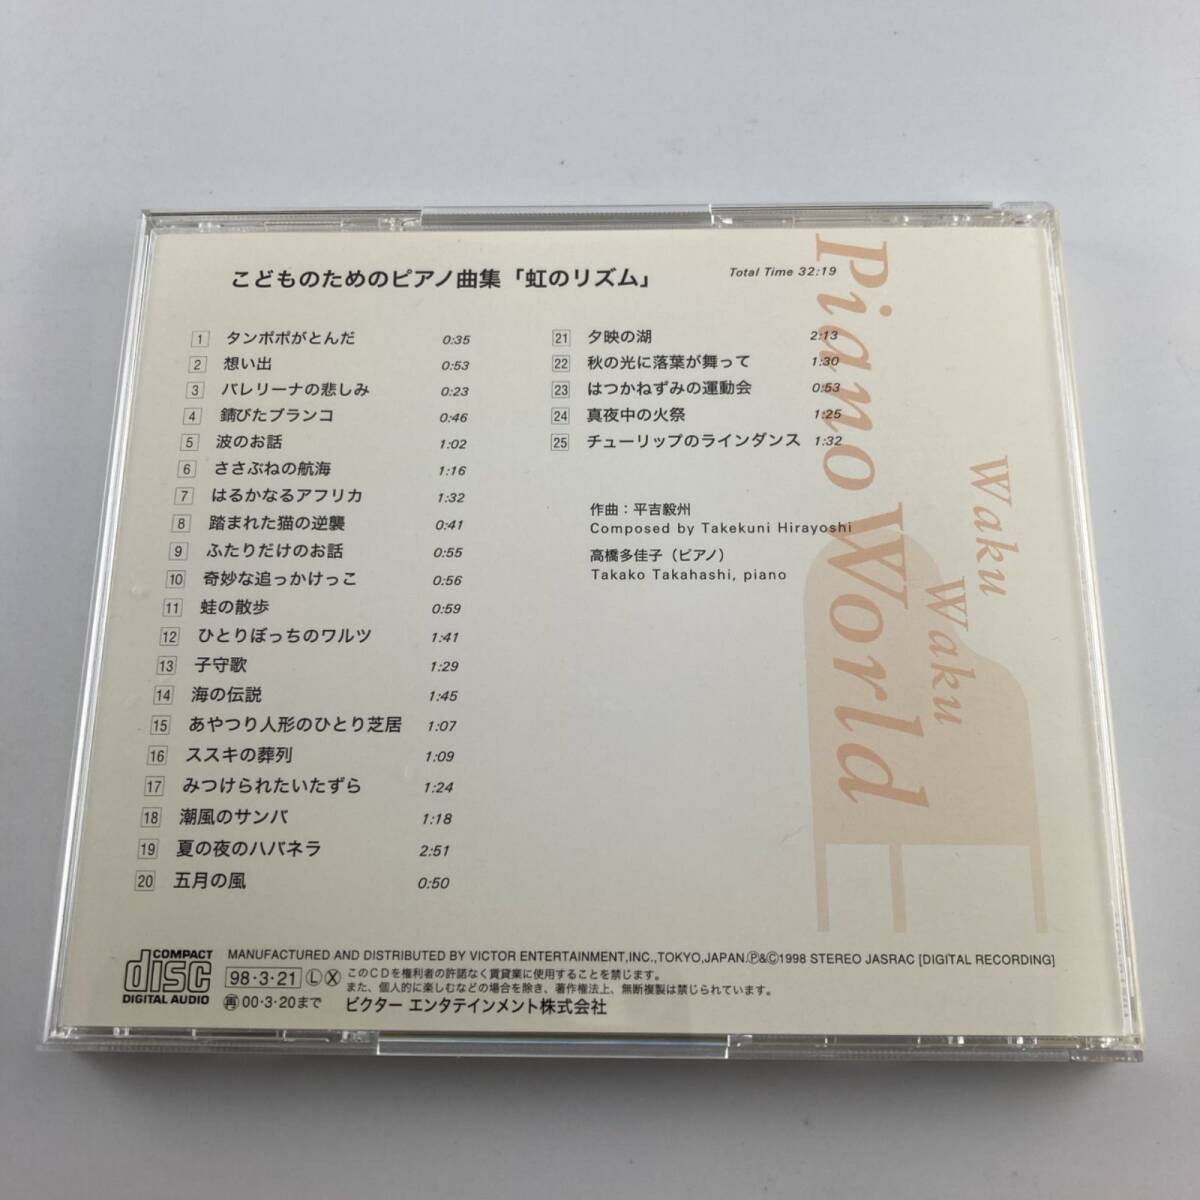 こどものためのピアノ曲集「虹のリズム」
Total Time 32:19
1 タンポポがとんだ 0:35
2 想い出 0:53
3 バレリーナの悲しみ 0:23
4 錆びたブランコ 0:46
5 波のお話 1:02
6 ささぶねの航海 1:16
7 はるかなるアフリカ 1:32
8 踏まれた猫の逆襲 0:41
9 ふたりだけのお話 0:55
10 奇妙な追っかけっこ 0:56
11 蛙の散歩 0:59
12 ひとりぼっちのワルツ 1:41
13 子守歌 1:29
14 海の伝説 1:45
15 あやつり人形のひとり芝居 1:07
16 ススキの葬列 1:09
17 みつけられたいたずら 1:24
18 潮風のサンバ 1:18
19 夏の夜のハバネラ 2:51
20 五月の風 0:50
21 夕映の湖 2:13
22 秋の光に落葉が舞って 1:30
23 はつかねずみの運動会 0:53
24 真夜中の火祭 1:25
25 チューリップのラインダンス 1:32
作曲：平吉毅州
Composed by Takekuni Hirayoshi
高橋多佳子（ピアノ）
Takako Takahashi, piano
Waku Waku
Piano World
COMPACT
disc
DIGITAL AUDIO
MANUFACTURED AND DISTRIBUTED BY VICTOR ENTERTAINMENT,INC.,TOKYO,JAPAN.Ⓟ&Ⓒ1998 STEREO JASRAC [DIGITAL RECORDING]
98·3·21 Ⓛ Ⓧ このCDを権利者の許諾なく賃貸業に使用することを禁じます。
また、個人的に楽しむなどの場合を除き、著作権法上、無断複製は禁じられています。
㊢00·3·20まで ビクター エンタテインメント株式会社